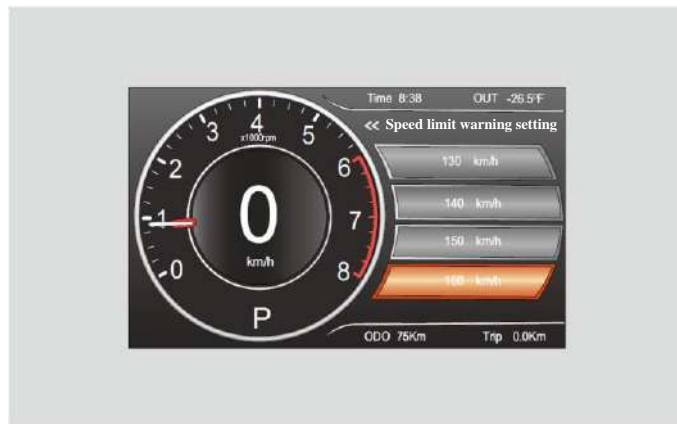 Time 8:38 OUT -26.5°F
<< Speed limit warning setting
3 4 5
x1000rpm
2 6
130 km/h
140 km/h
1 0 7
150 km/h
km/h
0 8
160 km/h
P
ODO 75Km Trip 0.0Km